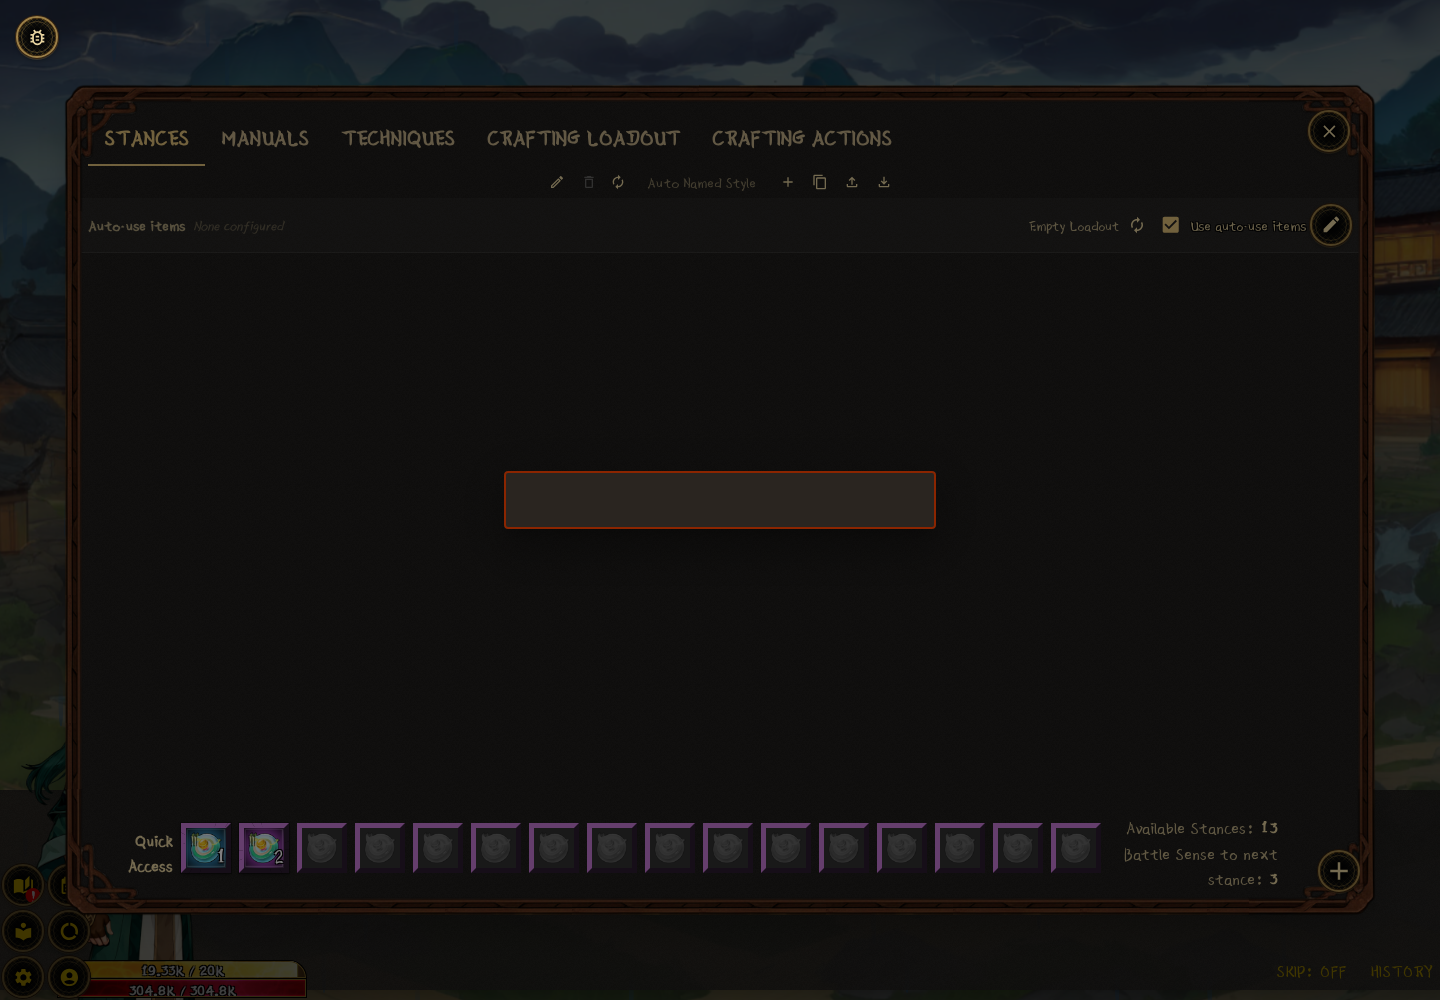 STANCES MANUALS TECHNIQUES CRAFTING LOADOUT CRAFTING ACTIONS
Auto Named Style
Auto-use items None configured Empty Loadout Use auto-use items
Quick Access
1 2
Available Stances: 13
Battle Sense to next
stance: 3
!
19.33K / 20K
304.8K / 304.8K
SKIP: OFF HISTORY